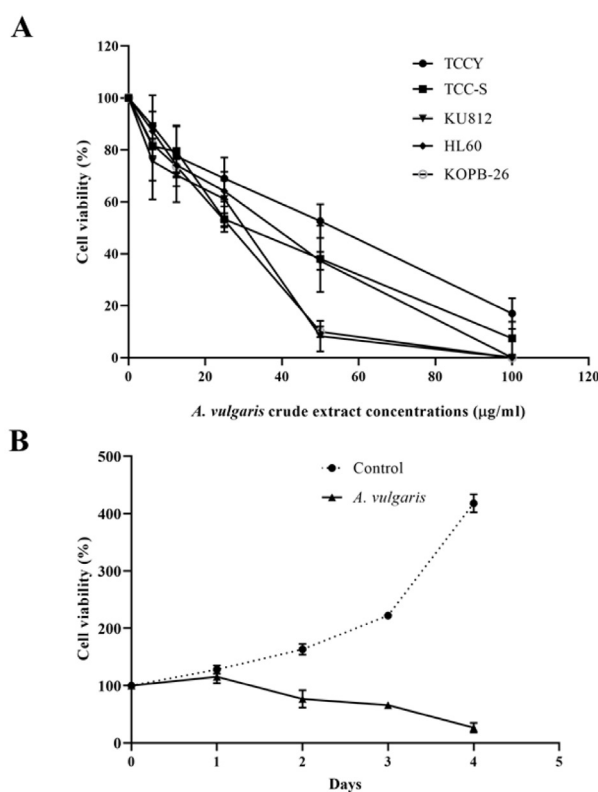 A
120
100
80
60
40
20
0
Cell viability (%)
TCCY
TCC-S
KU812
HL60
KOPB-26
0 20 40 60 80 100 120
A. vulgaris crude extract concentrations (μg/ml)
B
500
400
300
200
100
0
Cell viability (%)
Control
A. vulgaris
0 1 2 3 4 5
Days